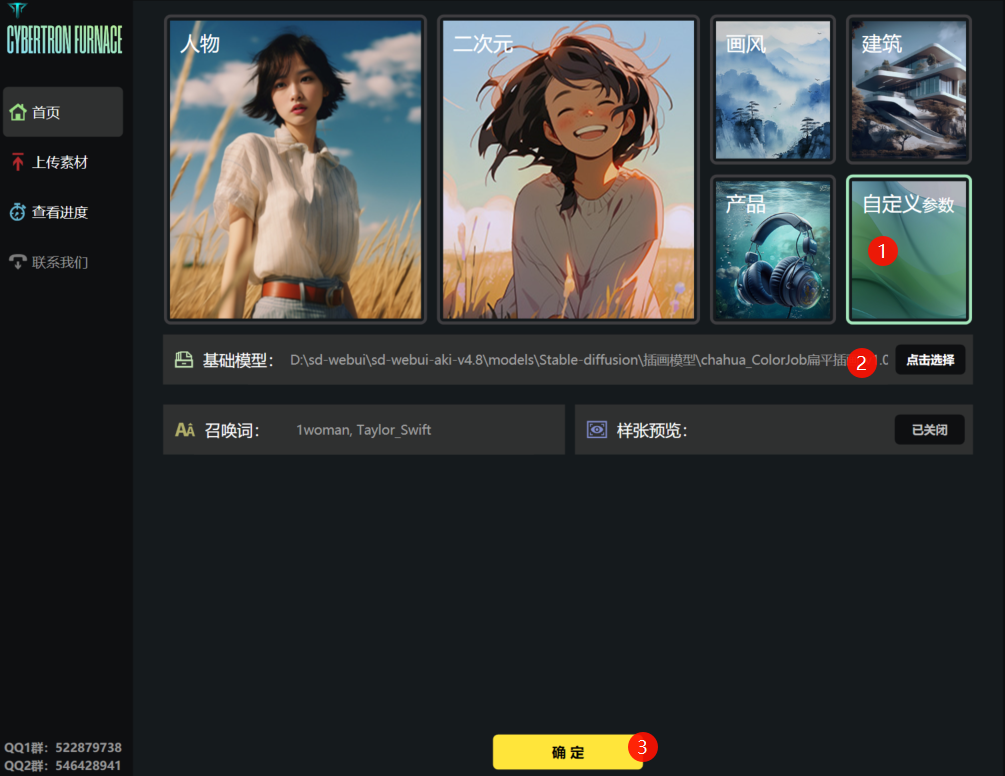 CYBERTRON FURNACE
首页
上传素材
查看进度
联系我们
人物
二次元
画风
建筑
产品
自定义参数
1
基础模型：
D:\sd-webui\sd-webui-aki-v4.8\models\Stable-diffusion\插画模型\chahua_ColorJob扁平插
2
1.0
点击选择
召唤词：
1woman, Taylor_Swift
样张预览：
已关闭
确定
3
QQ1群：522879738
QQ2群：546428941